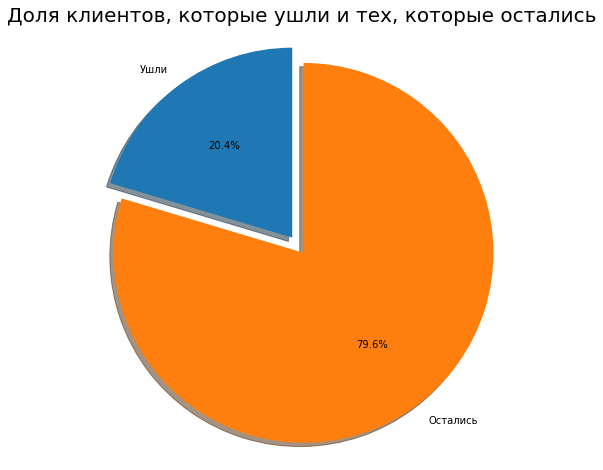 Доля клиентов, которые ушли и тех, которые остались
Ушли
20.4%
79.6%
Остались